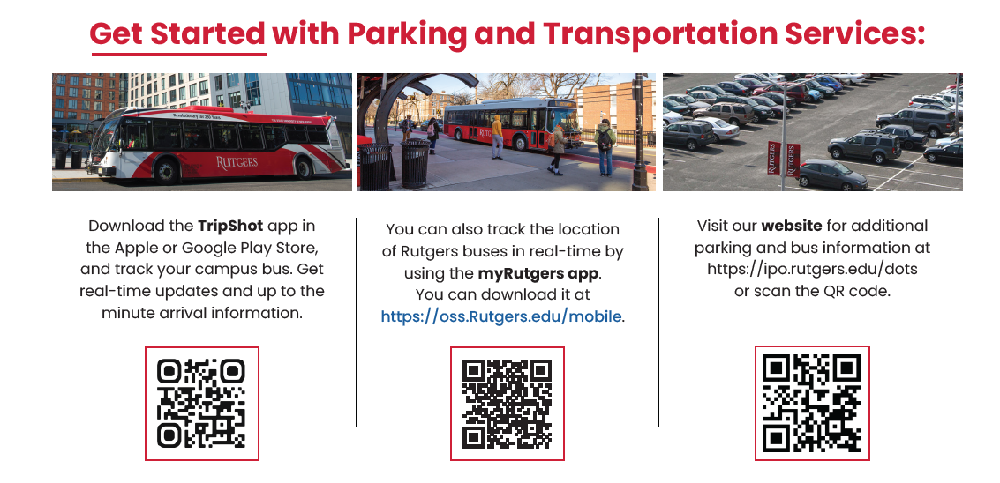 Get Started with Parking and Transportation Services:
Revolutionary for 250 Years
RUTGERS
RUTGERS
RUTGERS
RUTGERS
Download the TripShot app in
the Apple or Google Play Store,
and track your campus bus. Get
real-time updates and up to the
minute arrival information.
You can also track the location
of Rutgers buses in real-time by
using the myRutgers app.
You can download it at
https://oss.Rutgers.edu/mobile.
Visit our website for additional
parking and bus information at
https://ipo.rutgers.edu/dots
or scan the QR code.